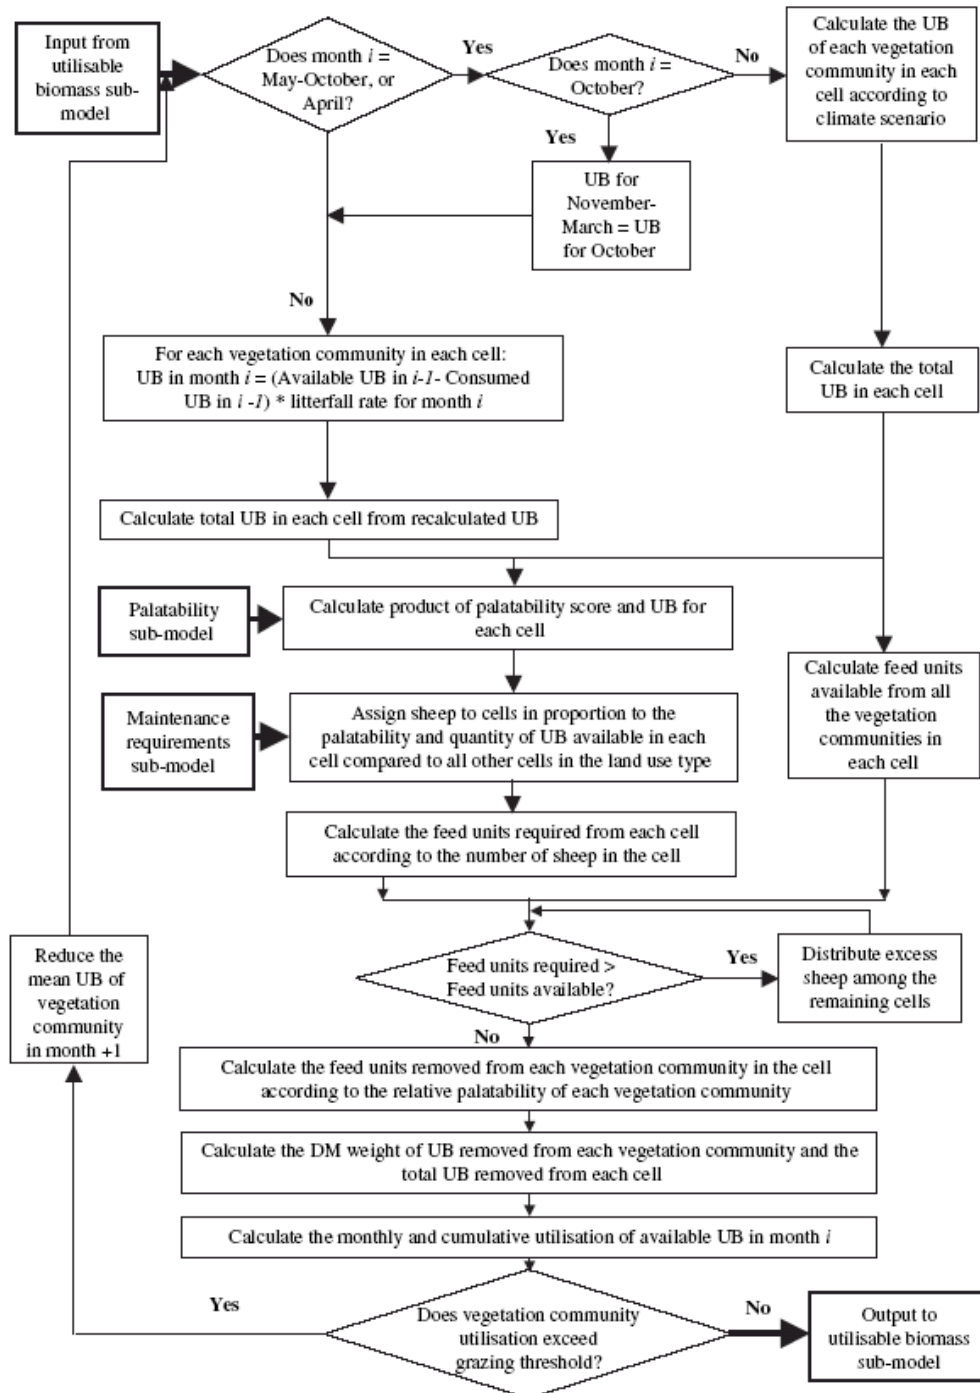 Input from
utilisable
biomass sub-
model
Does month i =
May-October, or
April?
Yes
Does month i =
October?
No
Calculate the UB
of each vegetation
community in each
cell according to
climate scenario
Yes
UB for
November-
March = UB
for October
No
For each vegetation community in each cell:
UB in month i = (Available UB in i-1- Consumed
UB in i -1) * litterfall rate for month i
Calculate the total
UB in each cell
Calculate total UB in each cell from recalculated UB
Palatability
sub-model
Calculate product of palatability score and UB for
each cell
Maintenance
requirements
sub-model
Assign sheep to cells in proportion to the
palatability and quantity of UB available in each
cell compared to all other cells in the land use type
Calculate feed units
available from all
the vegetation
communities in
each cell
Calculate the feed units required from each cell
according to the number of sheep in the cell
Reduce the
mean UB of
vegetation
community
in month +1
Feed units required >
Feed units available?
Yes
Distribute excess
sheep among the
remaining cells
No
Calculate the feed units removed from each vegetation community in the cell
according to the relative palatability of each vegetation community
Calculate the DM weight of UB removed from each vegetation community and the
total UB removed from each cell
Calculate the monthly and cumulative utilisation of available UB in month i
Yes
Does vegetation community
utilisation exceed
grazing threshold?
No
Output to
utilisable biomass
sub-model